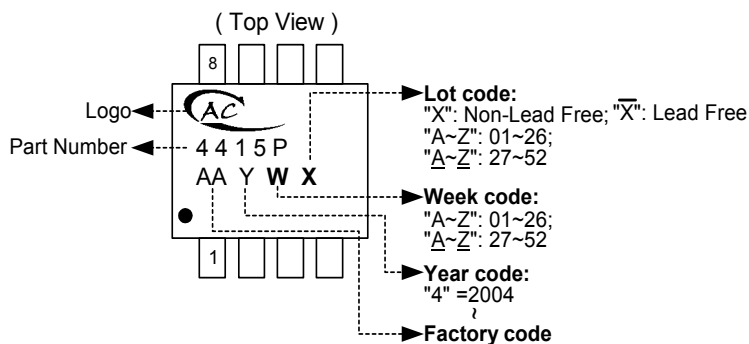 ( Top View )
8
Logo
AC
Part Number
4 4 1 5 P
AA Y W X
1
Lot code:
"X": Non-Lead Free; "X̅": Lead Free
"A~Z": 01~26;
"A̲~Z̲": 27~52
Week code:
"A~Z": 01~26;
"A̲~Z̲": 27~52
Year code:
"4" =2004
~
Factory code